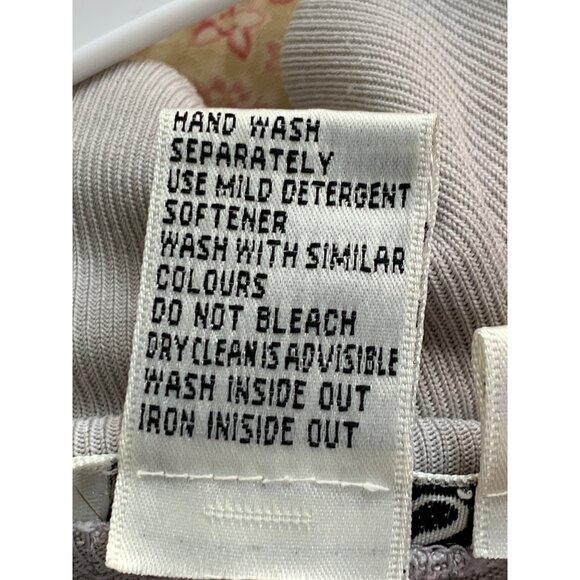 HAND WASH
SEPARATELY
USE MILD DETERGENT
SOFTENER
WASH WITH SIMILAR
COLOURS
DO NOT BLEACH
DRY CLEAN IS ADVISIBLE
WASH INSIDE OUT
IRON INISIDE OUT